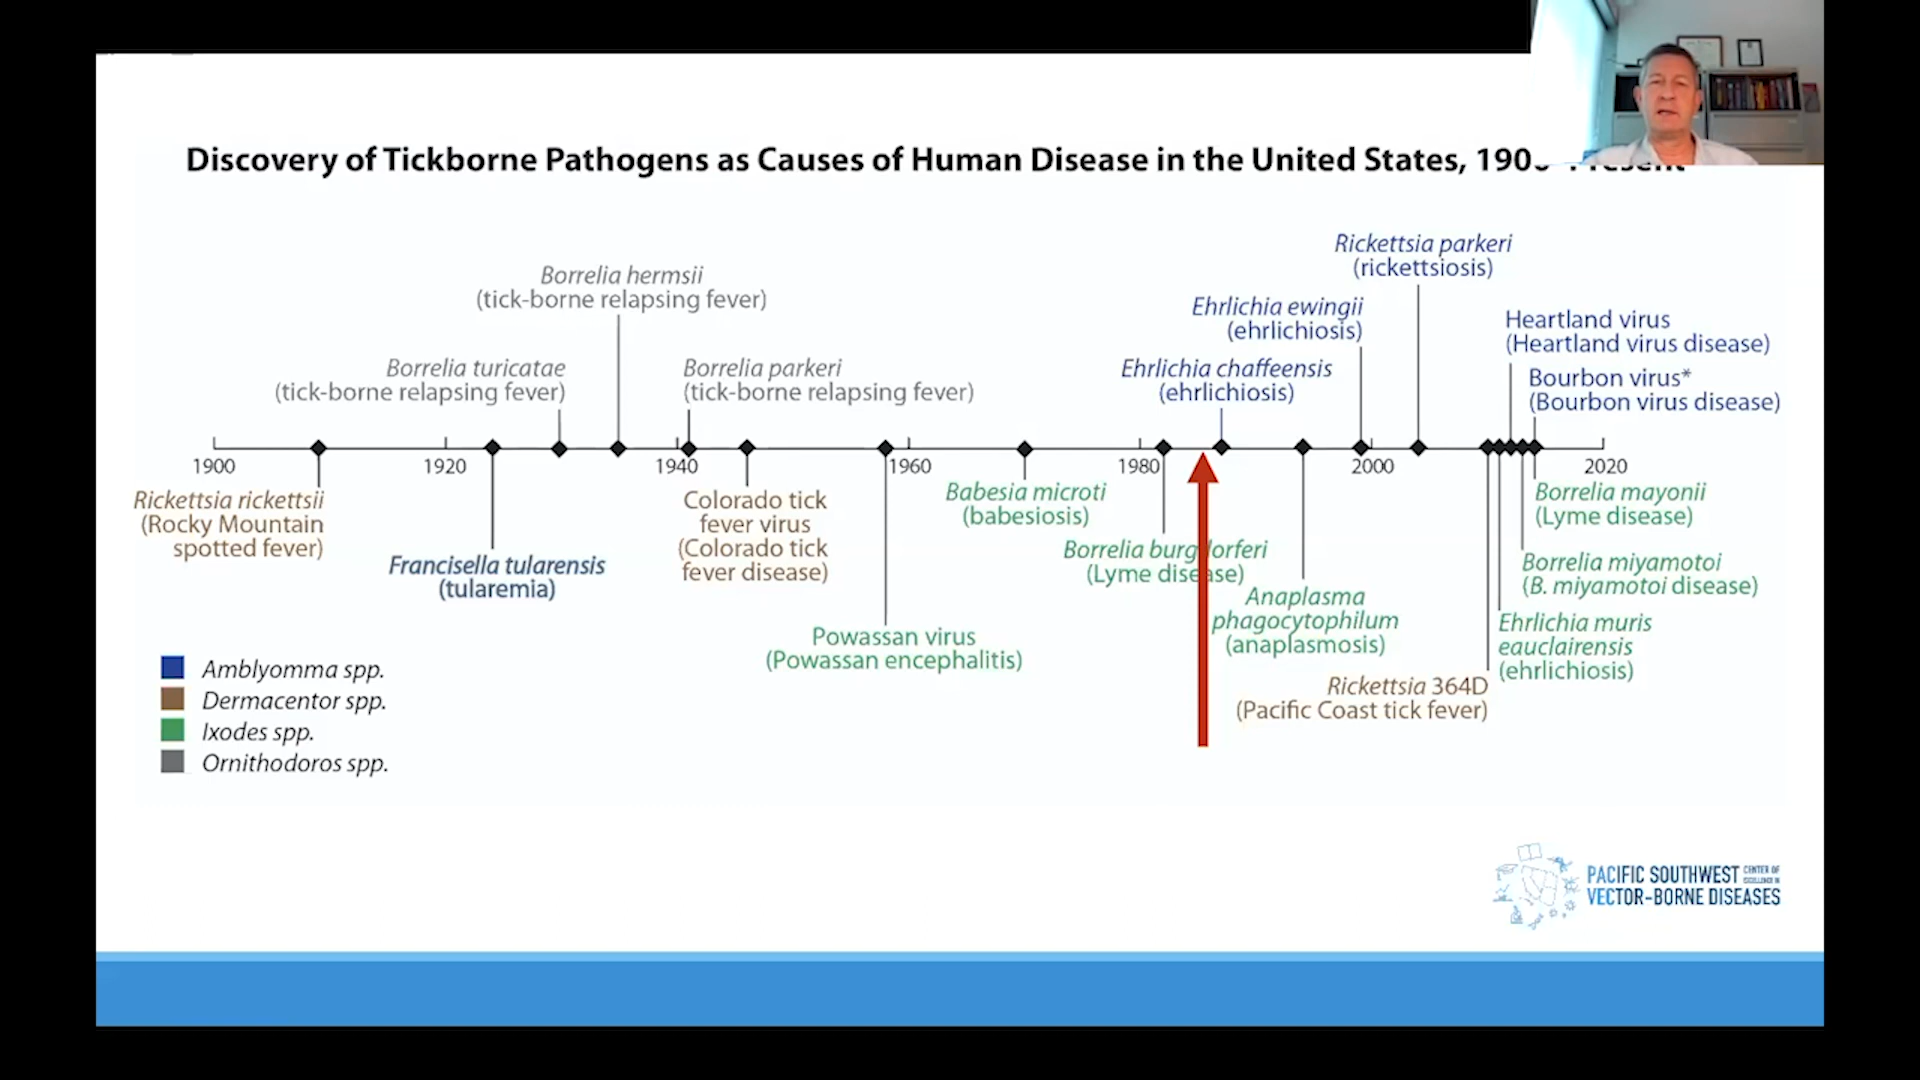 Discovery of Tickborne Pathogens as Causes of Human Disease in the United States,
Rickettsia parkeri
(rickettsiosis)
Borrelia hermsii
(tick-borne relapsing fever)
Ehrlichia ewingii
(ehrlichiosis)
Heartland virus
(Heartland virus disease)
Borrelia turicatae
(tick-borne relapsing fever)
Borrelia parkeri
(tick-borne relapsing fever)
Ehrlichia chaffeensis
(ehrlichiosis)
Bourbon virus*
(Bourbon virus disease)
1900 1920 1940 1960 1980 2000 2020
Rickettsia rickettsii
(Rocky Mountain
spotted fever)
Francisella tularensis
(tularemia)
Colorado tick
fever virus
(Colorado tick
fever disease)
Powassan virus
(Powassan encephalitis)
Babesia microti
(babesiosis)
Borrelia burgdorferi
(Lyme disease)
Anaplasma
phagocytophilum
(anaplasmosis)
Rickettsia 364D
(Pacific Coast tick fever)
Ehrlichia muris
eauclairensis
(ehrlichiosis)
Borrelia miyamotoi
(B. miyamotoi disease)
Borrelia mayonii
(Lyme disease)
Amblyomma spp.
Dermacentor spp.
Ixodes spp.
Ornithodoros spp.
PACIFIC SOUTHWEST CENTER OF
EXCELLENCE IN
VECTOR-BORNE DISEASES